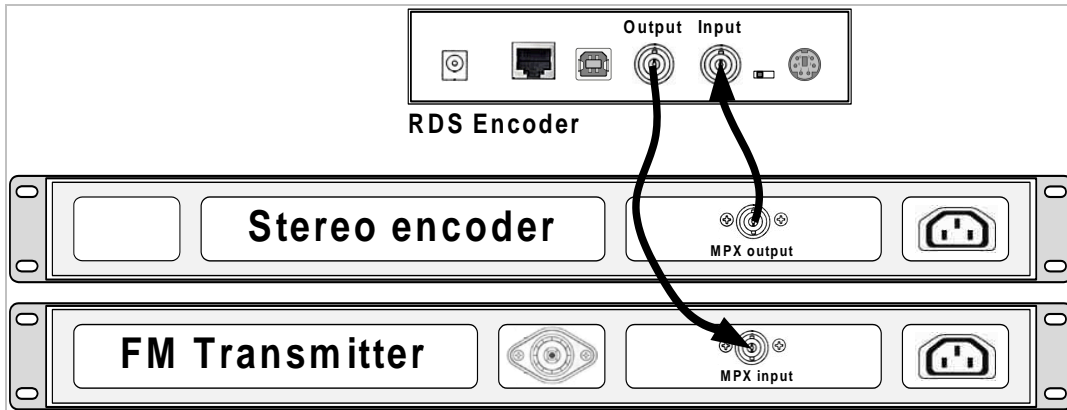 Output Input
RDS Encoder
Stereo encoder
MPX output
FM Transmitter
MPX input